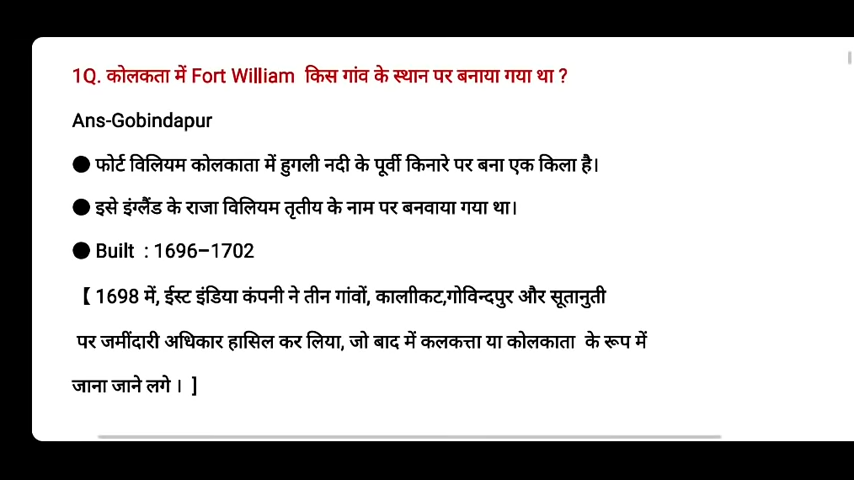 1Q. कोलकता में Fort William किस गांव के स्थान पर बनाया गया था ?
Ans-Gobindapur
● फोर्ट विलियम कोलकाता में हुगली नदी के पूर्वी किनारे पर बना एक किला है।
● इसे इंग्लैंड के राजा विलियम तृतीय के नाम पर बनवाया गया था।
● Built : 1696–1702
【 1698 में, ईस्ट इंडिया कंपनी ने तीन गांवों, कालीकट,गोविन्दपुर और सूतानुती
पर जमींदारी अधिकार हासिल कर लिया, जो बाद में कलकत्ता या कोलकाता के रूप में
जाना जाने लगे । ]